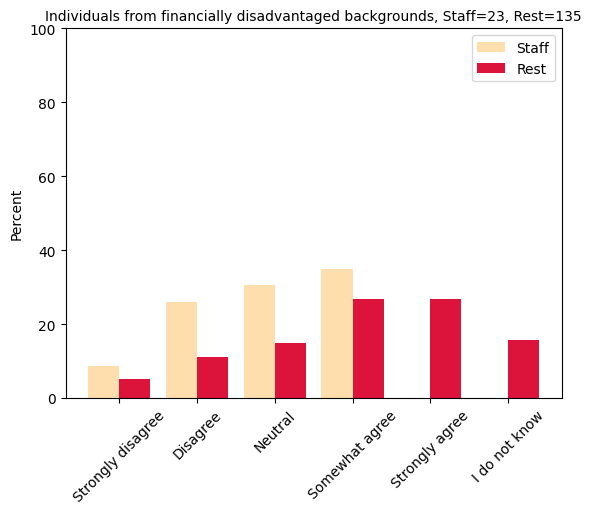 Individuals from financially disadvantaged backgrounds, Staff=23, Rest=135
100
80
60
40
20
0
Percent
Staff
Rest
Strongly disagree
Disagree
Neutral
Somewhat agree
Strongly agree
I do not know